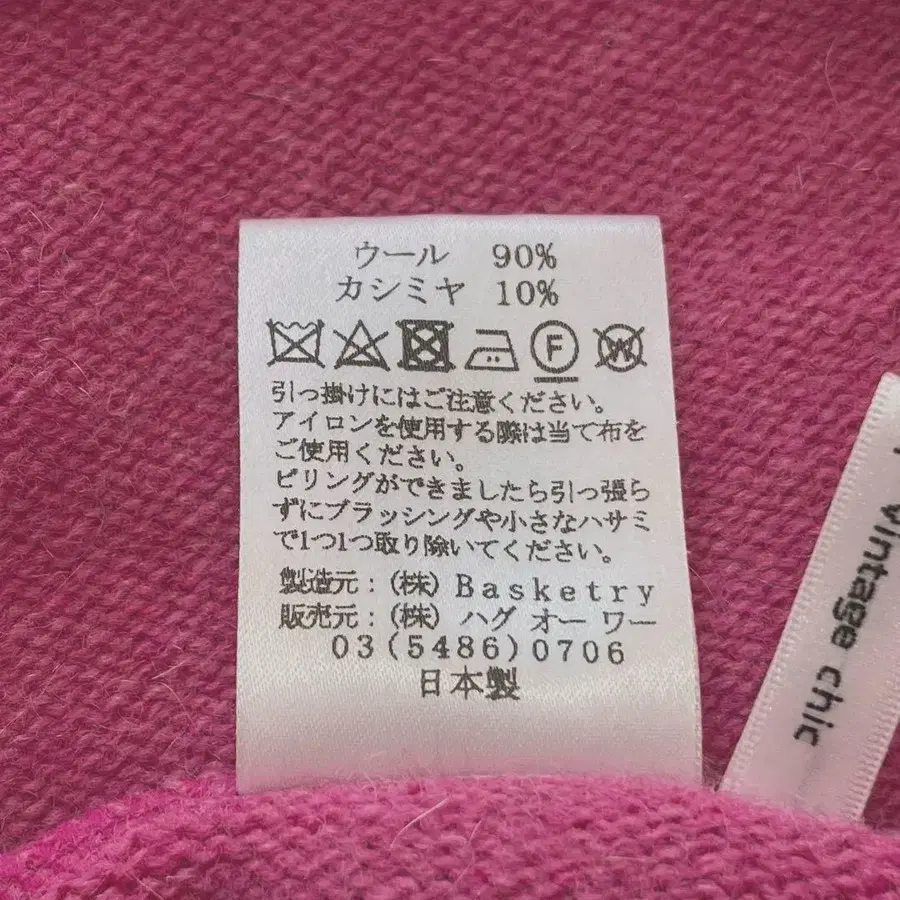 ウール 90%
カシミヤ 10%
F
W
引っ掛けにはご注意ください。
アイロンを使用する際は当て布を
ご使用ください。
ピリングができましたら引っ張ら
ずにブラッシングや小さなハサミ
で1つ1つ取り除いてください。
製造元:(株) Basketry
販売元:(株) ハグ オー ワー
03(5486)0706
日本製
vintage chic